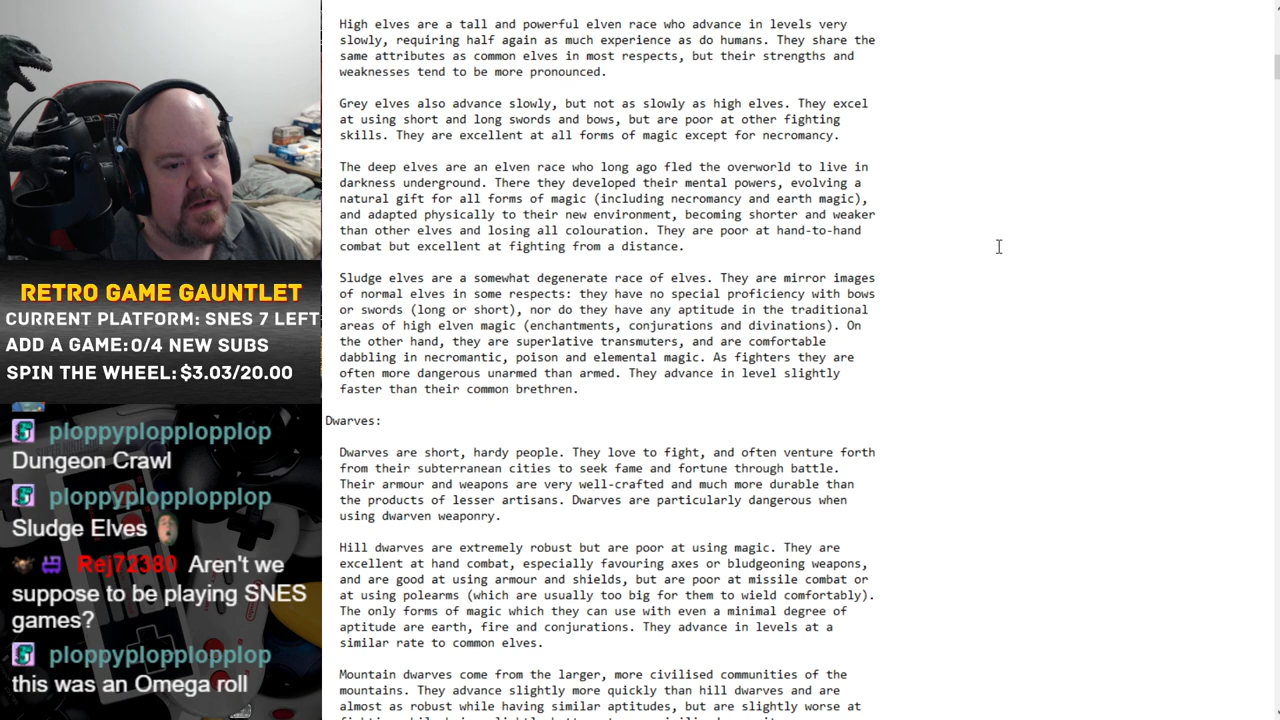 High elves are a tall and powerful elven race who advance in levels very
slowly, requiring half again as much experience as do humans. They share the
same attributes as common elves in most respects, but their strengths and
weaknesses tend to be more pronounced.
Grey elves also advance slowly, but not as slowly as high elves. They excel
at using short and long swords and bows, but are poor at other fighting
skills. They are excellent at all forms of magic except for necromancy.
The deep elves are an elven race who long ago fled the overworld to live in
darkness underground. There they developed their mental powers, evolving a
natural gift for all forms of magic (including necromancy and earth magic),
and adapted physically to their new environment, becoming shorter and weaker
than other elves and losing all colouration. They are poor at hand-to-hand
combat but excellent at fighting from a distance.
Sludge elves are a somewhat degenerate race of elves. They are mirror images
of normal elves in some respects: they have no special proficiency with bows
or swords (long or short), nor do they have any aptitude in the traditional
areas of high elven magic (enchantments, conjurations and divinations). On
the other hand, they are superlative transmuters, and are comfortable
dabbling in necromantic, poison and elemental magic. As fighters they are
often more dangerous unarmed than armed. They advance in level slightly
faster than their common brethren.
Dwarves:
Dwarves are short, hardy people. They love to fight, and often venture forth
from their subterranean cities to seek fame and fortune through battle.
Their armour and weapons are very well-crafted and much more durable than
the products of lesser artisans. Dwarves are particularly dangerous when
using dwarven weaponry.
Hill dwarves are extremely robust but are poor at using magic. They are
excellent at hand combat, especially favouring axes or bludgeoning weapons,
and are good at using armour and shields, but are poor at missile combat or
at using polearms (which are usually too big for them to wield comfortably).
The only forms of magic which they can use with even a minimal degree of
aptitude are earth, fire and conjurations. They advance in levels at a
similar rate to common elves.
Mountain dwarves come from the larger, more civilised communities of the
mountains. They advance slightly more quickly than hill dwarves and are
almost as robust while having similar aptitudes, but are slightly worse at
RETRO GAME GAUNTLET
CURRENT PLATFORM: SNES 7 LEFT
ADD A GAME: 0/4 NEW SUBS
SPIN THE WHEEL: $3.03/20.00
ploppyplopplopplop
Dungeon Crawl
ploppyplopplopplop
Sludge Elves
Rej72380 Aren't we
suppose to be playing SNES
games?
ploppyplopplopplop
this was an Omega roll